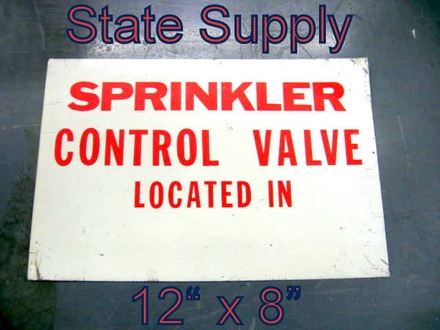 State Supply
SPRINKLER
CONTROL VALVE
LOCATED IN
12“ x 8”